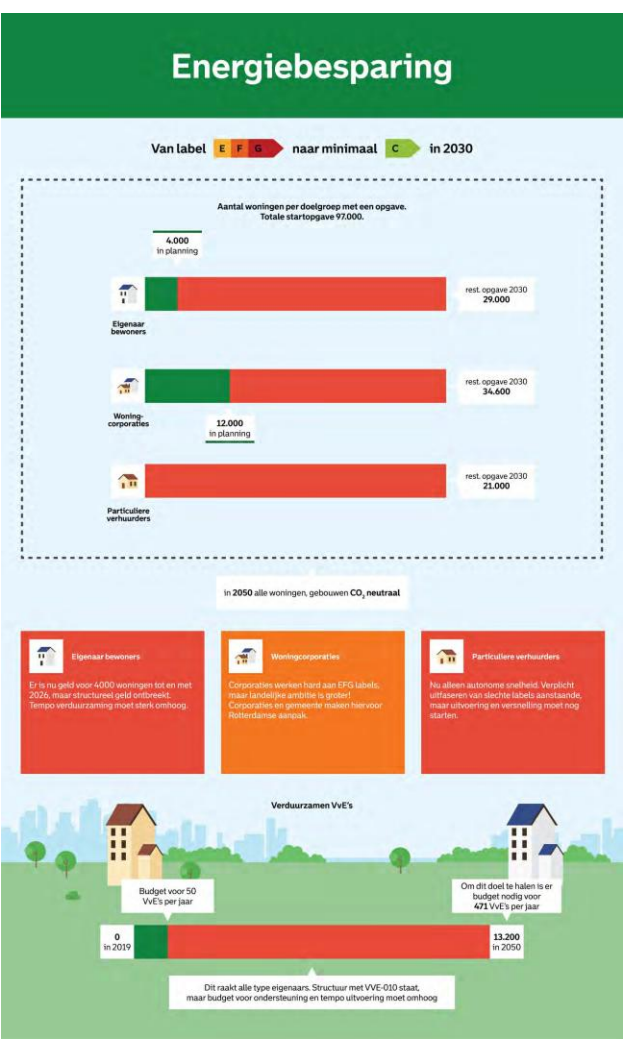 Energiebesparing
Van label E F G naar minimaal C in 2030
Aantal woningen per doelgroep met een opgave.
Totale startopgave 97.000.
4.000
in planning
rest. opgave 2030
29.000
Eigenaar
bewoners
rest. opgave 2030
34.600
Woning-
corporaties
12.000
in planning
rest. opgave 2030
21.000
Particuliere
verhuurders
in 2050 alle woningen, gebouwen CO₂ neutraal
Eigenaar bewoners
Er is nu geld voor 4000 woningen tot en met
2026, maar structureel geld ontbreekt.
Tempo verduurzaming moet sterk omhoog.
Woningcorporaties
Corporaties werken hard aan EFG labels,
maar landelijke ambitie is groter!
Corporaties en gemeente maken hiervoor
Rotterdamse aanpak.
Particuliere verhuurders
Nu alleen autonome snelheid. Verplicht
uitfaseren van slechte labels aanstaande,
maar uitvoering en versnelling moet nog
starten.
Verduurzamen VvE's
Budget voor 50
VvE's per jaar
Om dit doel te halen is er
budget nodig voor
471 VvE's per jaar
0
in 2019
13.200
in 2050
Dit raakt alle type eigenaars. Structuur met VVE-010 staat,
maar budget voor ondersteuning en tempo uitvoering moet omhoog